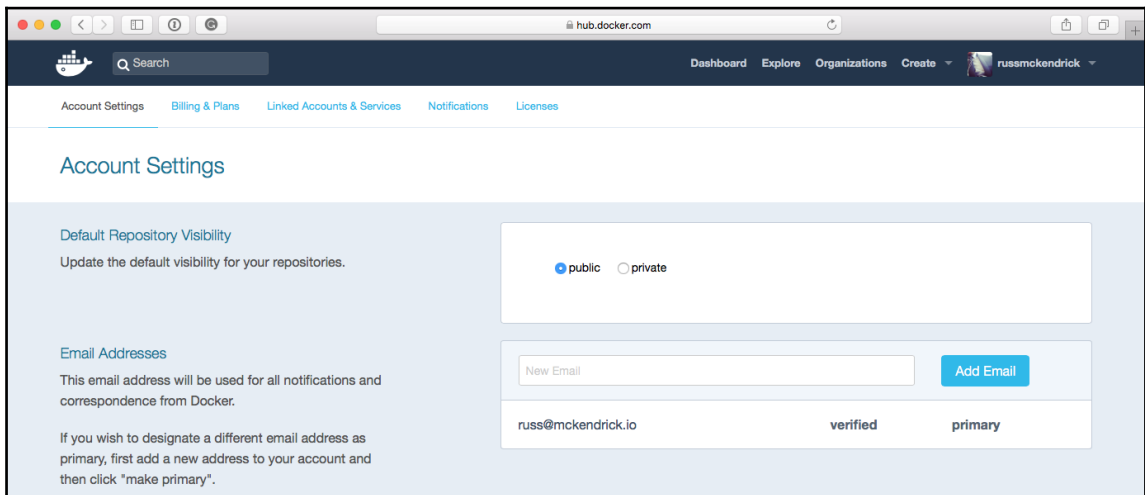 hub.docker.com
Search
Dashboard Explore Organizations Create russmckendrick
Account Settings Billing & Plans Linked Accounts & Services Notifications Licenses
Account Settings
Default Repository Visibility
Update the default visibility for your repositories.
public private
Email Addresses
This email address will be used for all notifications and
correspondence from Docker.
If you wish to designate a different email address as
primary, first add a new address to your account and
then click "make primary".
New Email Add Email
russ@mckendrick.io verified primary